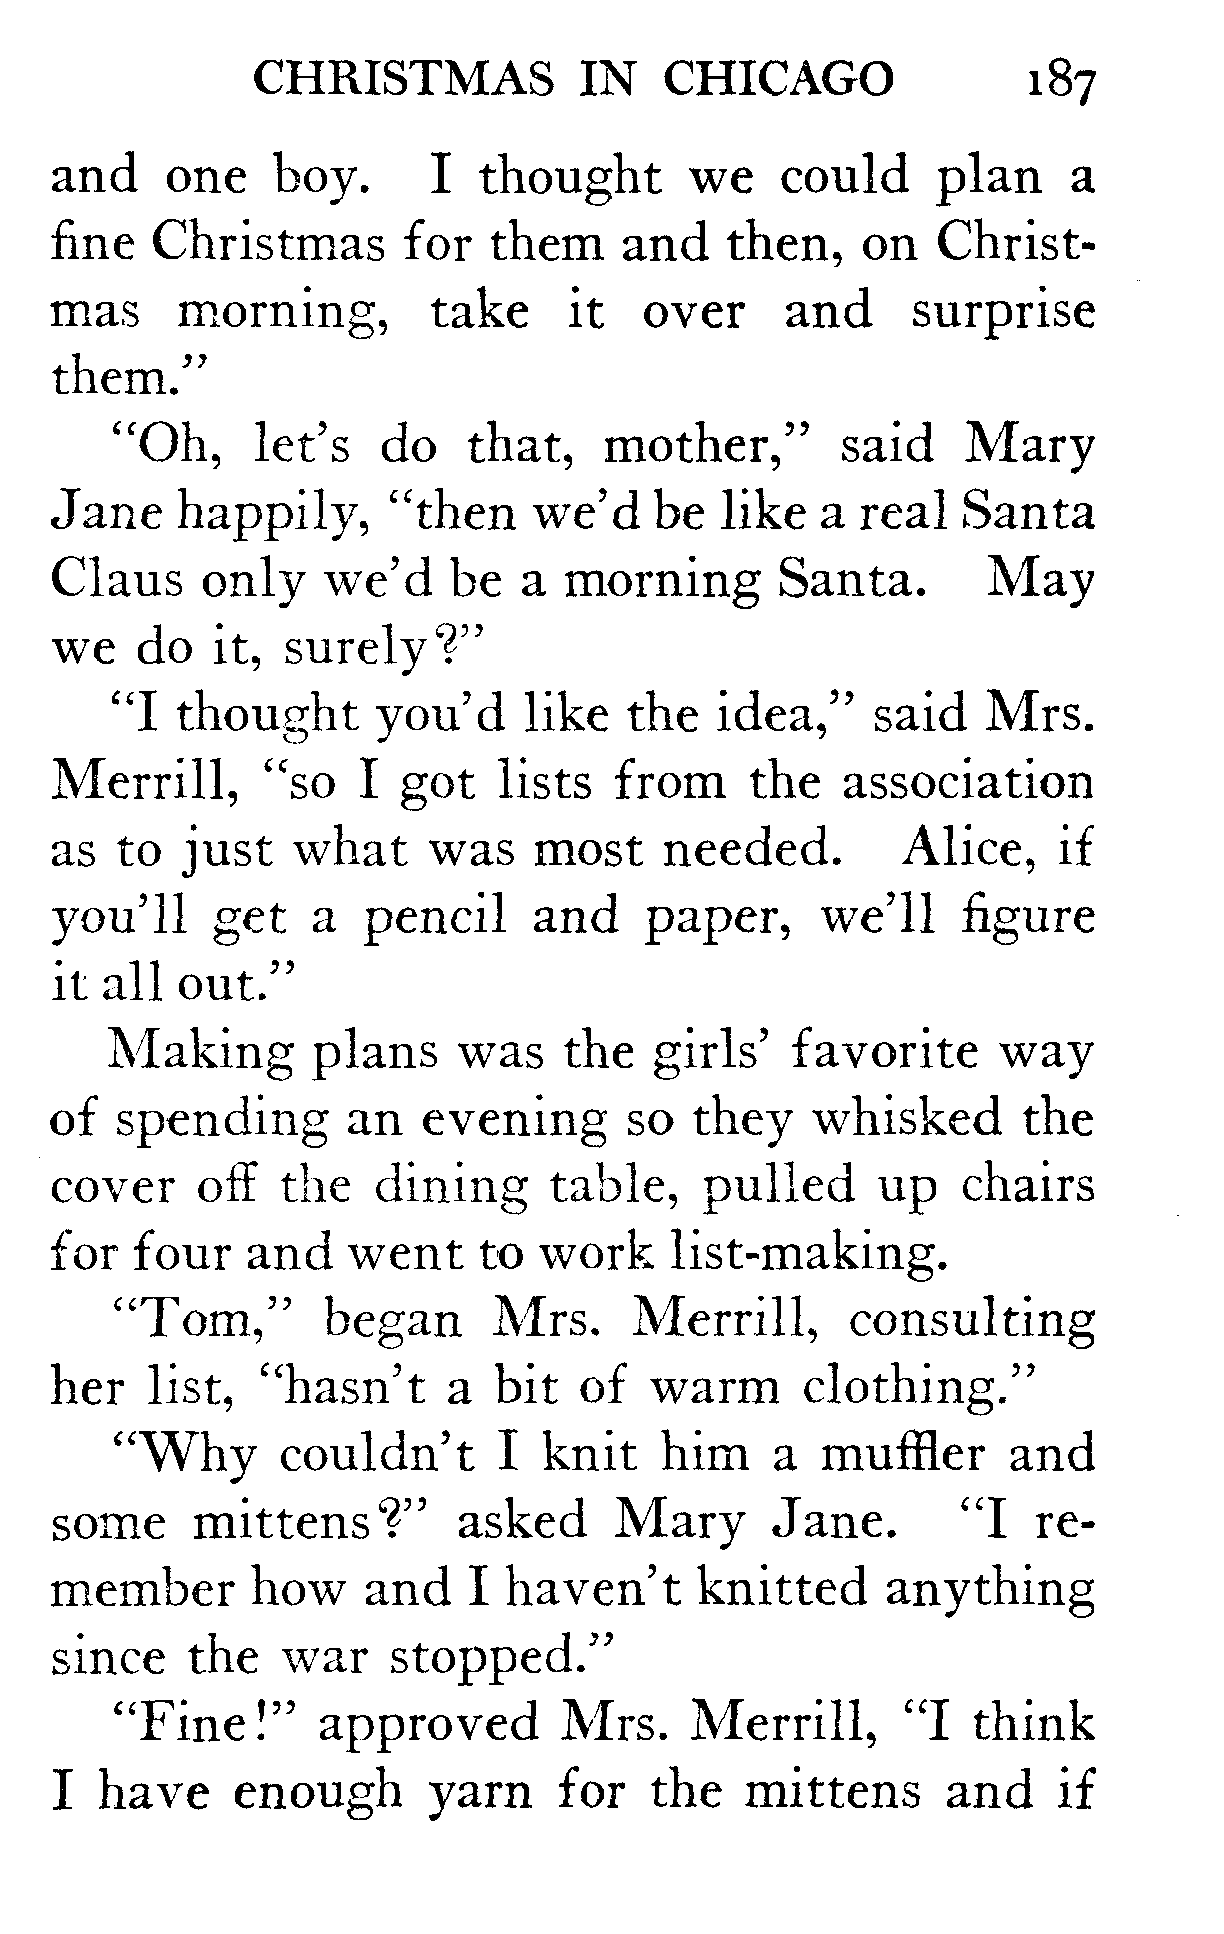 CHRISTMAS IN CHICAGO 187
and one boy. I thought we could plan a
fine Christmas for them and then, on Christ-
mas morning, take it over and surprise
them.”
“Oh, let’s do that, mother,” said Mary
Jane happily, “then we’d be like a real Santa
Claus only we’d be a morning Santa. May
we do it, surely?”
“I thought you’d like the idea,” said Mrs.
Merrill, “so I got lists from the association
as to just what was most needed. Alice, if
you’ll get a pencil and paper, we’ll figure
it all out.”
Making plans was the girls’ favorite way
of spending an evening so they whisked the
cover off the dining table, pulled up chairs
for four and went to work list-making.
“Tom,” began Mrs. Merrill, consulting
her list, “hasn’t a bit of warm clothing.”
“Why couldn’t I knit him a muffler and
some mittens?” asked Mary Jane. “I re-
member how and I haven’t knitted anything
since the war stopped.”
“Fine!” approved Mrs. Merrill, “I think
I have enough yarn for the mittens and if